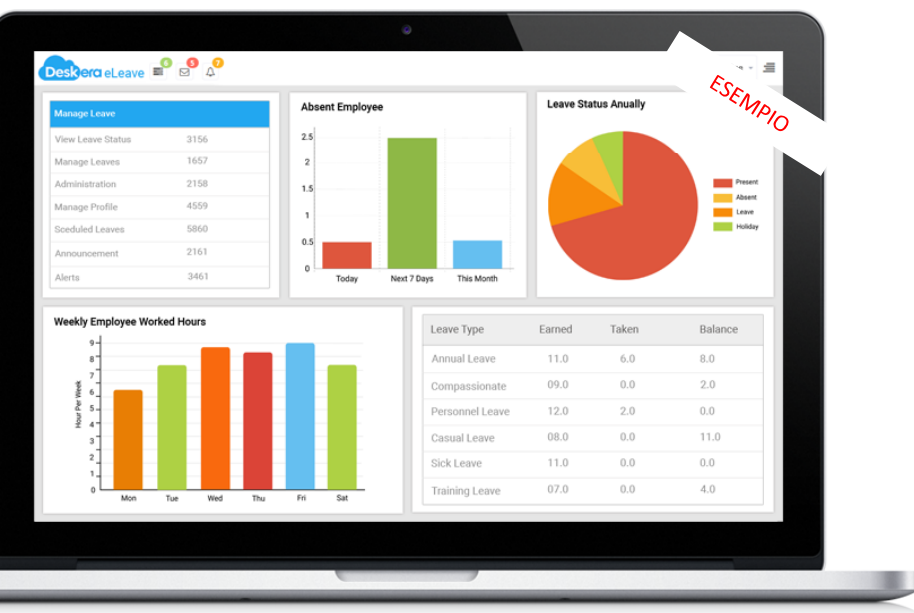 Deskera eLeave
6
5
7
ESEMPIO
Manage Leave
View Leave Status 3156
Manage Leaves 1657
Administration 2158
Manage Profile 4559
Sceduled Leaves 5860
Announcement 2161
Alerts 3461
Absent Employee
2.5
2
1.5
1
0.5
0
Today Next 7 Days This Month
Leave Status Anually
Present
Absent
Leave
Holiday
Weekly Employee Worked Hours
Hour Per Week
9
8
7
6
5
4
3
2
1
0
Mon Tue Wed Thu Fri Sat
Leave Type Earned Taken Balance
Annual Leave 11.0 6.0 8.0
Compassionate 09.0 0.0 2.0
Personnel Leave 12.0 2.0 0.0
Casual Leave 08.0 0.0 11.0
Sick Leave 11.0 0.0 0.0
Training Leave 07.0 0.0 4.0